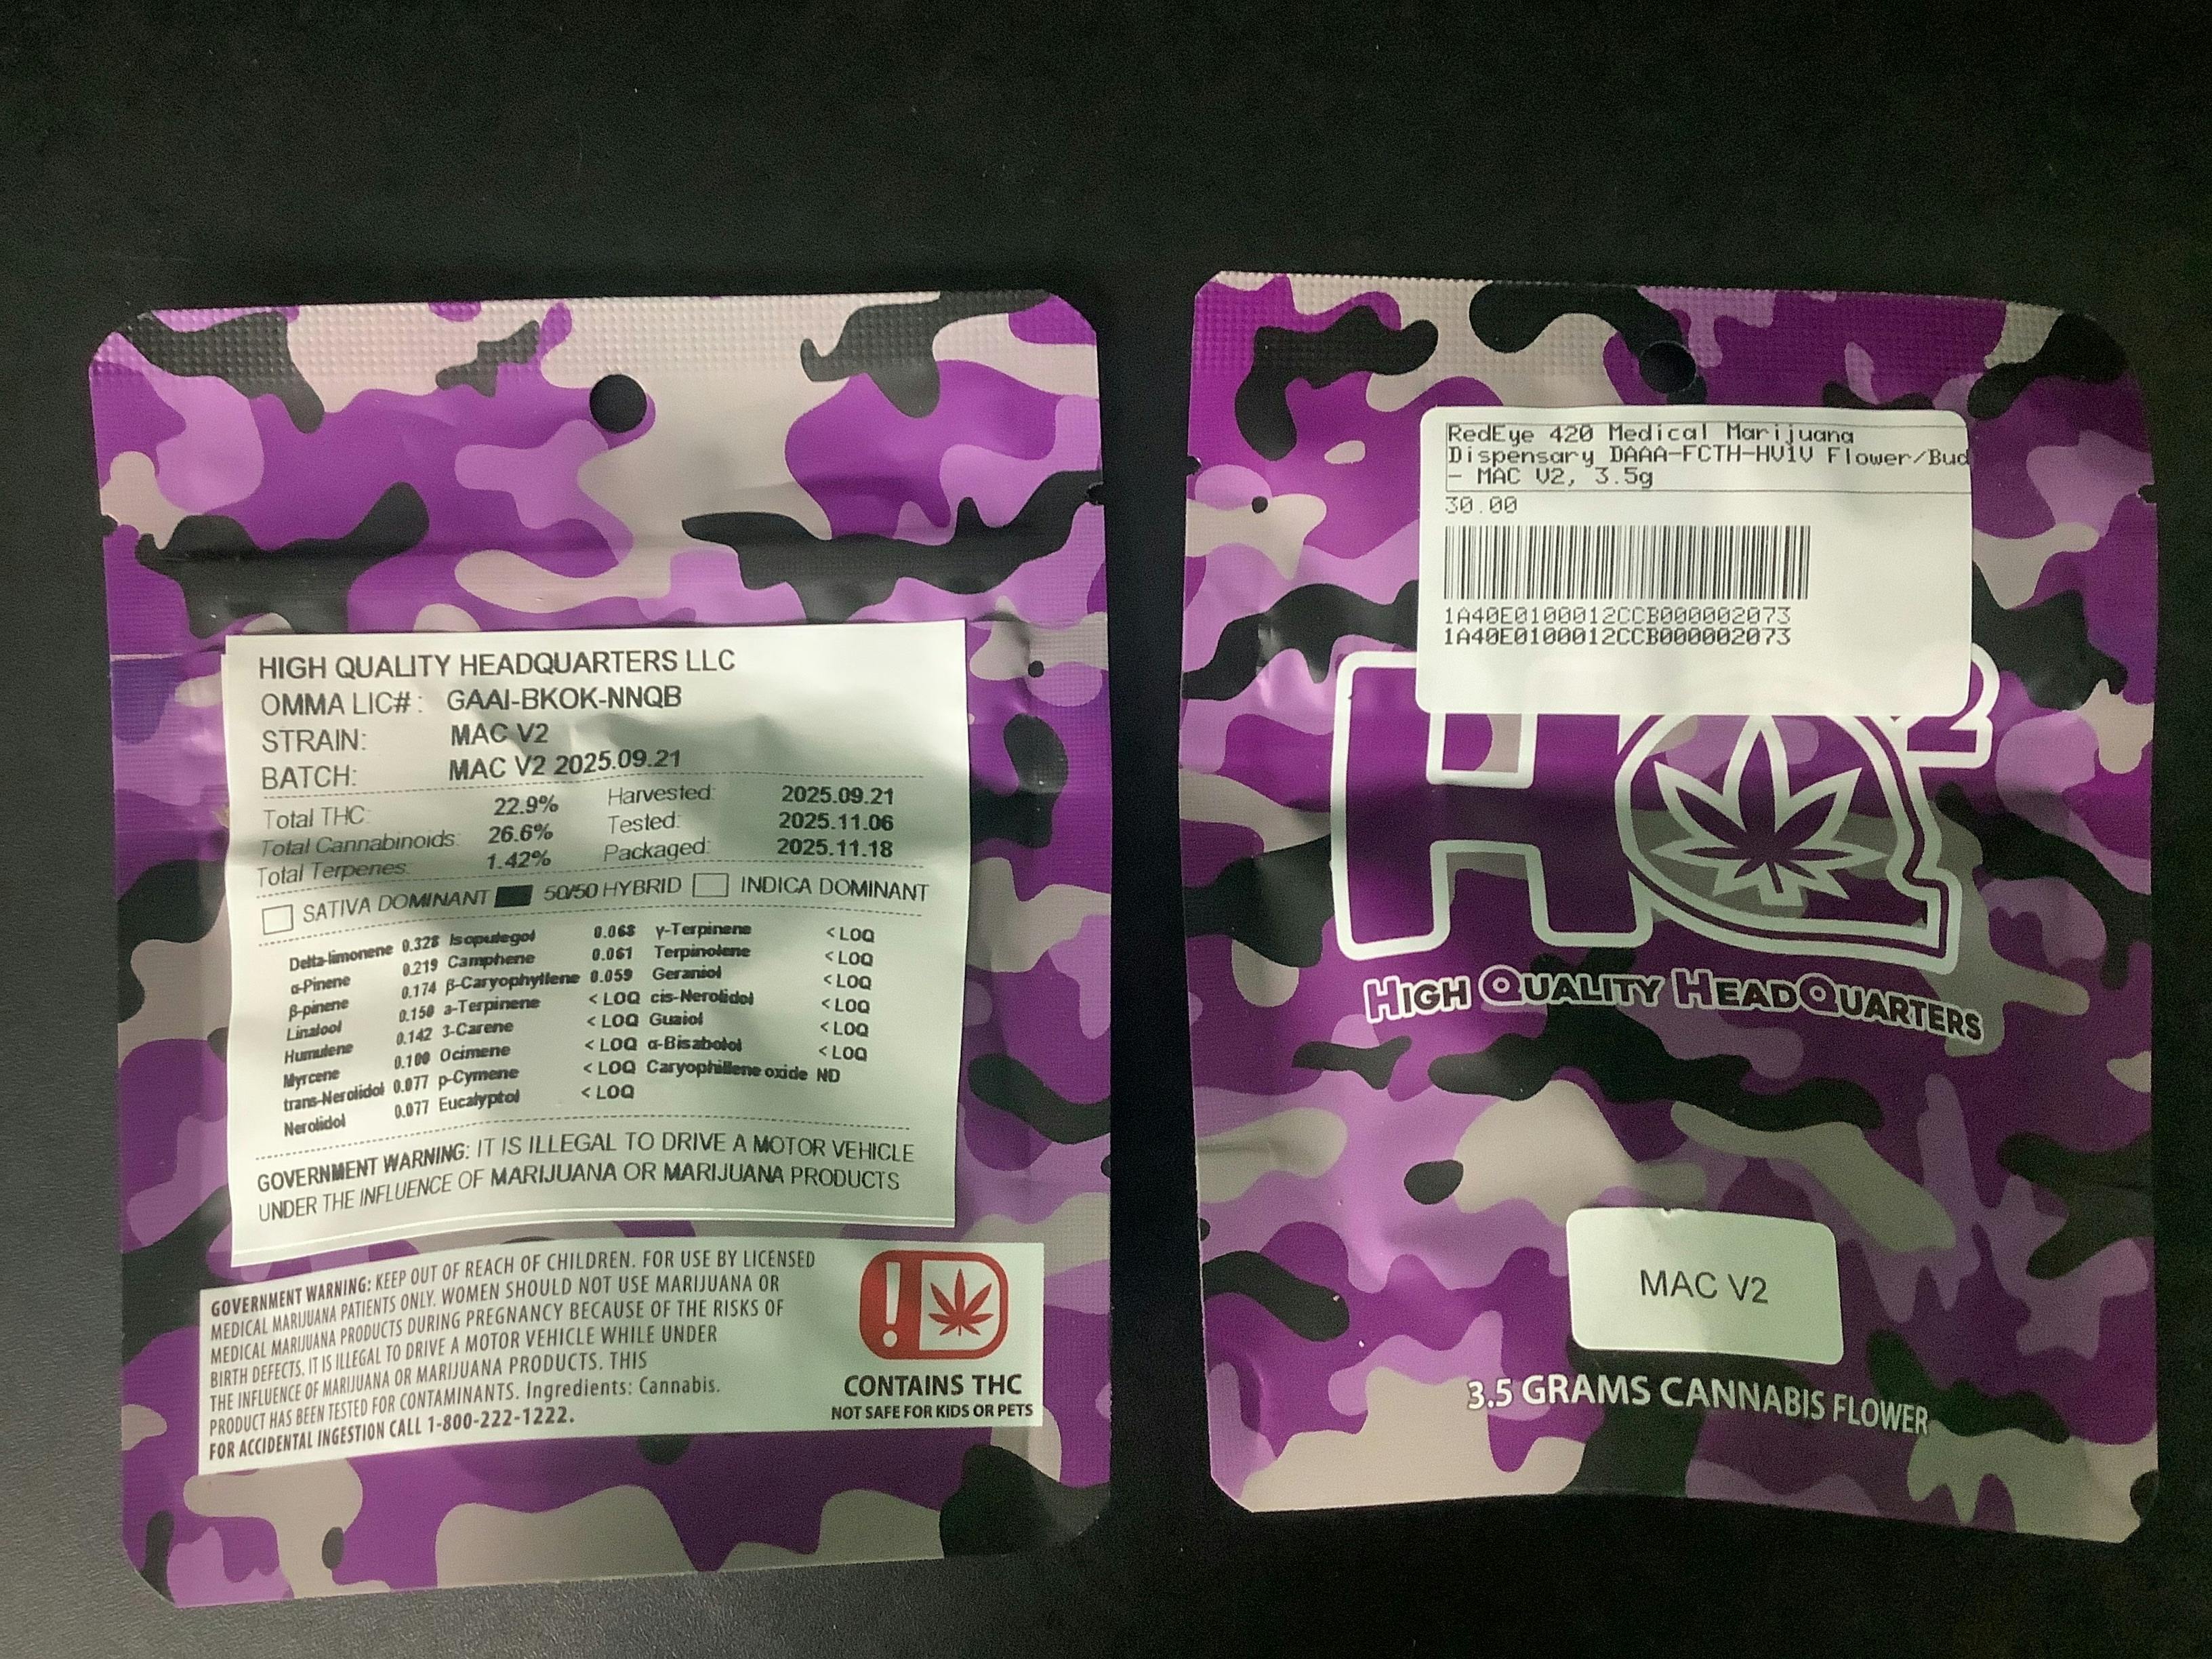 HIGH QUALITY HEADQUARTERS LLC
OMMA LIC# : GAAI-BKOK-NNQB
STRAIN: MAC V2
BATCH: MAC V2 2025.09.21
Total THC: 22.9% Harvested: 2025.09.21
Total Cannabinoids: 26.6% Tested: 2025.11.06
Total Terpenes: 1.42% Packaged: 2025.11.18
SATIVA DOMINANT 50/50 HYBRID INDICA DOMINANT
Delta-limonene 0.328 Isopulegol 0.068 γ-Terpinene < LOQ
α-Pinene 0.219 Camphene 0.061 Terpinolene < LOQ
β-pinene 0.174 β-Caryophyllene 0.059 Geraniol < LOQ
Linalool 0.150 a-Terpinene < LOQ cis-Nerolidol < LOQ
Humulene 0.142 3-Carene < LOQ Guaiol < LOQ
Myrcene 0.100 Ocimene < LOQ α-Bisabolol < LOQ
trans-Nerolidol 0.077 p-Cymene < LOQ Caryophillene oxide ND
Nerolidol 0.077 Eucalyptol < LOQ
GOVERNMENT WARNING: IT IS ILLEGAL TO DRIVE A MOTOR VEHICLE
UNDER THE INFLUENCE OF MARIJUANA OR MARIJUANA PRODUCTS
GOVERNMENT WARNING: KEEP OUT OF REACH OF CHILDREN. FOR USE BY LICENSED
MEDICAL MARIJUANA PATIENTS ONLY. WOMEN SHOULD NOT USE MARIJUANA OR
MEDICAL MARIJUANA PRODUCTS DURING PREGNANCY BECAUSE OF THE RISKS OF
BIRTH DEFECTS. IT IS ILLEGAL TO DRIVE A MOTOR VEHICLE WHILE UNDER
THE INFLUENCE OF MARIJUANA OR MARIJUANA PRODUCTS. THIS
PRODUCT HAS BEEN TESTED FOR CONTAMINANTS. Ingredients: Cannabis.
FOR ACCIDENTAL INGESTION CALL 1-800-222-1222.
!
CONTAINS THC
NOT SAFE FOR KIDS OR PETS
RedEye 420 Medical Marijuana
Dispensary DAAA-FCTH-HV1V Flower/Bud
- MAC V2, 3.5g
30.00
1A40E0100012CCB000002073
1A40E0100012CCB000002073
HQ2
HIGH QUALITY HEADQUARTERS
MAC V2
3.5 GRAMS CANNABIS FLOWER